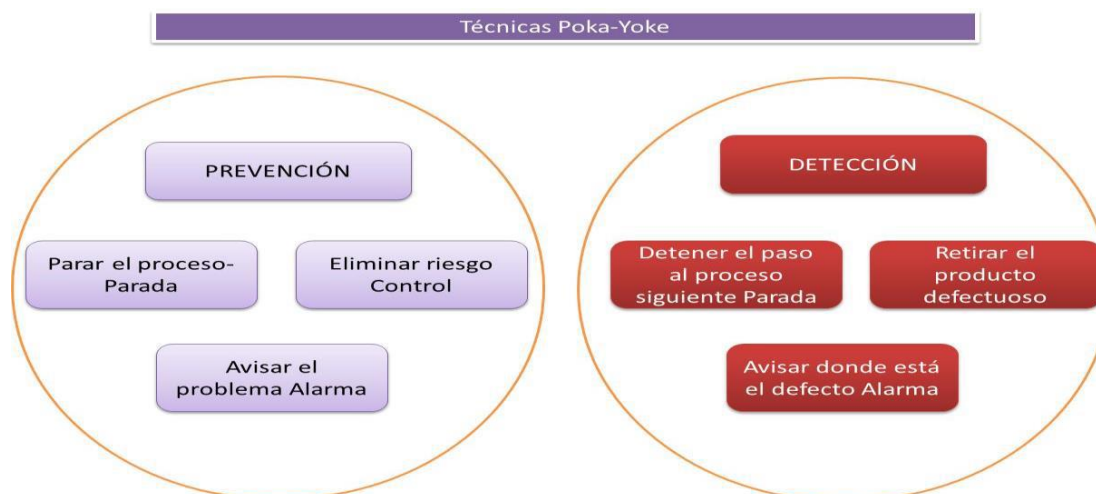 Técnicas Poka-Yoke
PREVENCIÓN
Parar el proceso-
Parada
Eliminar riesgo
Control
Avisar el
problema Alarma
DETECCIÓN
Detener el paso
al proceso
siguiente Parada
Retirar el
producto
defectuoso
Avisar donde está
el defecto Alarma